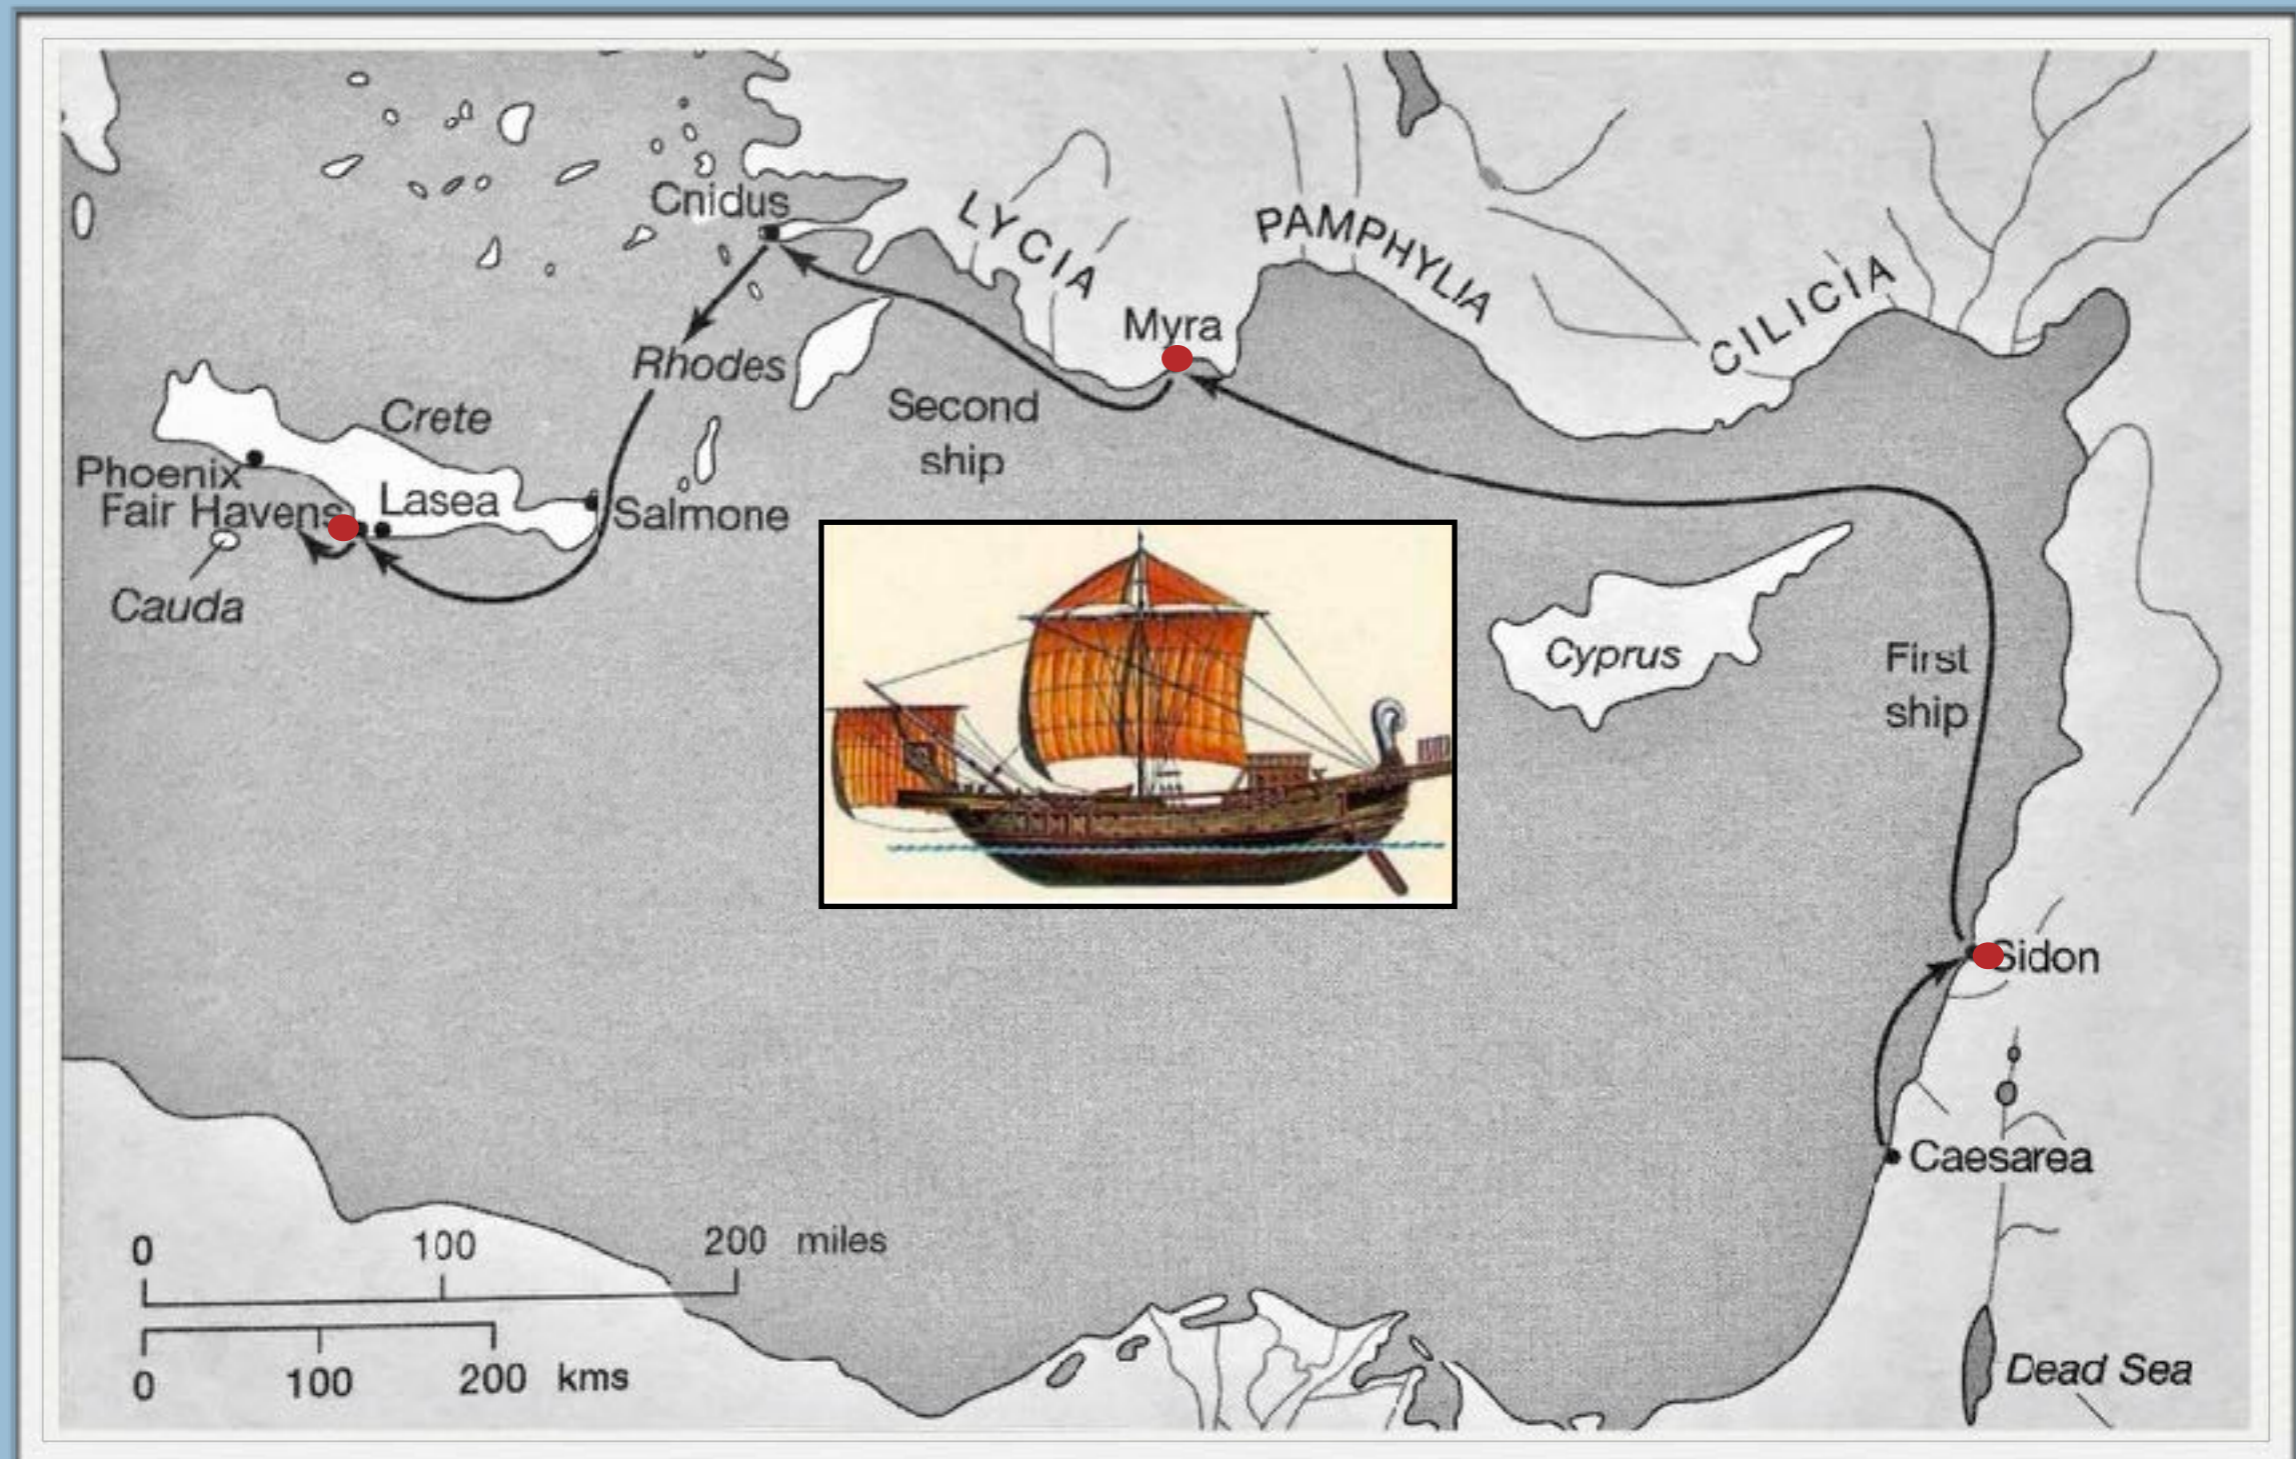 Cnidus
LYCIA
PAMPHYLIA
CILICIA
Myra
Rhodes
Crete
Second
ship
Phoenix
Fair Havens
Lasea
Salmone
Cauda
Cyprus
First
ship
Sidon
Caesarea
0 100 200 miles
0 100 200 kms
Dead Sea